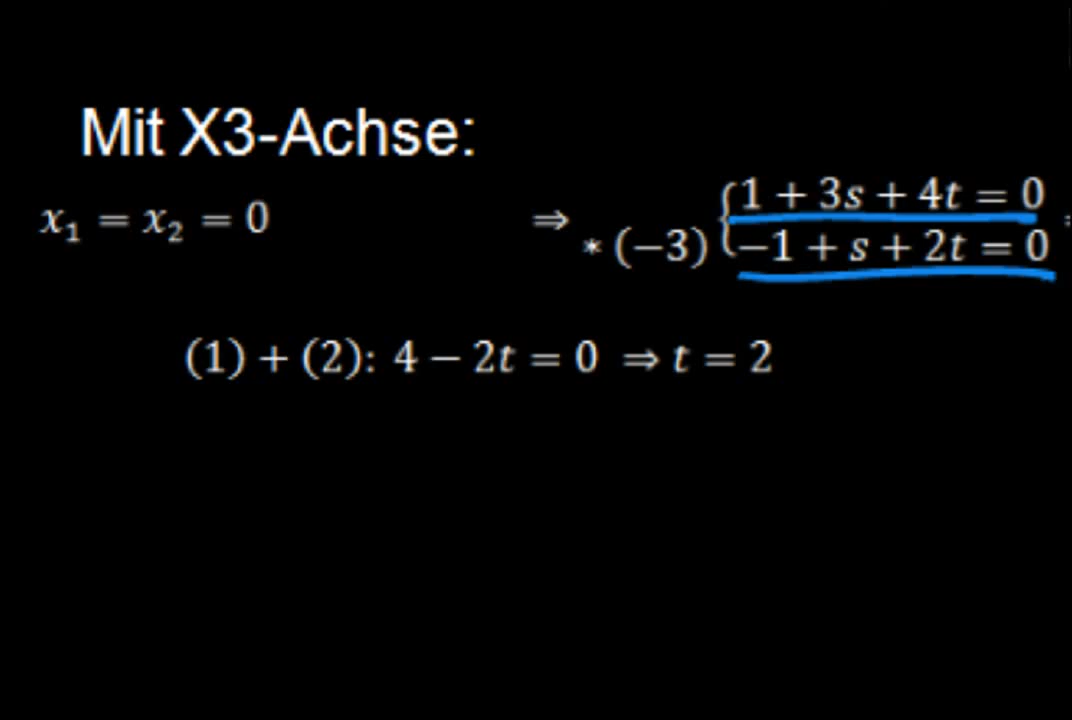 Mit X3-Achse:
x₁ = x₂ = 0 ⇒ {1 + 3s + 4t = 0
* (−3) {−1 + s + 2t = 0
(1) + (2): 4 − 2t = 0 ⇒ t = 2